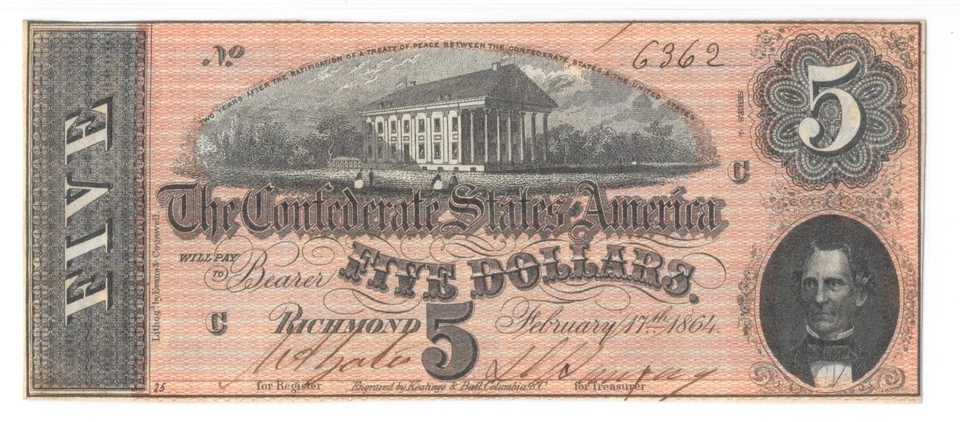 FIVE
Nº
6362
TWO YEARS AFTER THE RATIFICATION OF A TREATY OF PEACE BETWEEN THE CONFEDERATE STATES & THE UNITED STATES
5
C
The Confederate States of America
WILL PAY
TO Bearer FIVE DOLLARS.
C RICHMOND 5 February 17th 1864.
25 for Register Engraved by Keatinge & Ball, Columbia, S.C for Treasurer